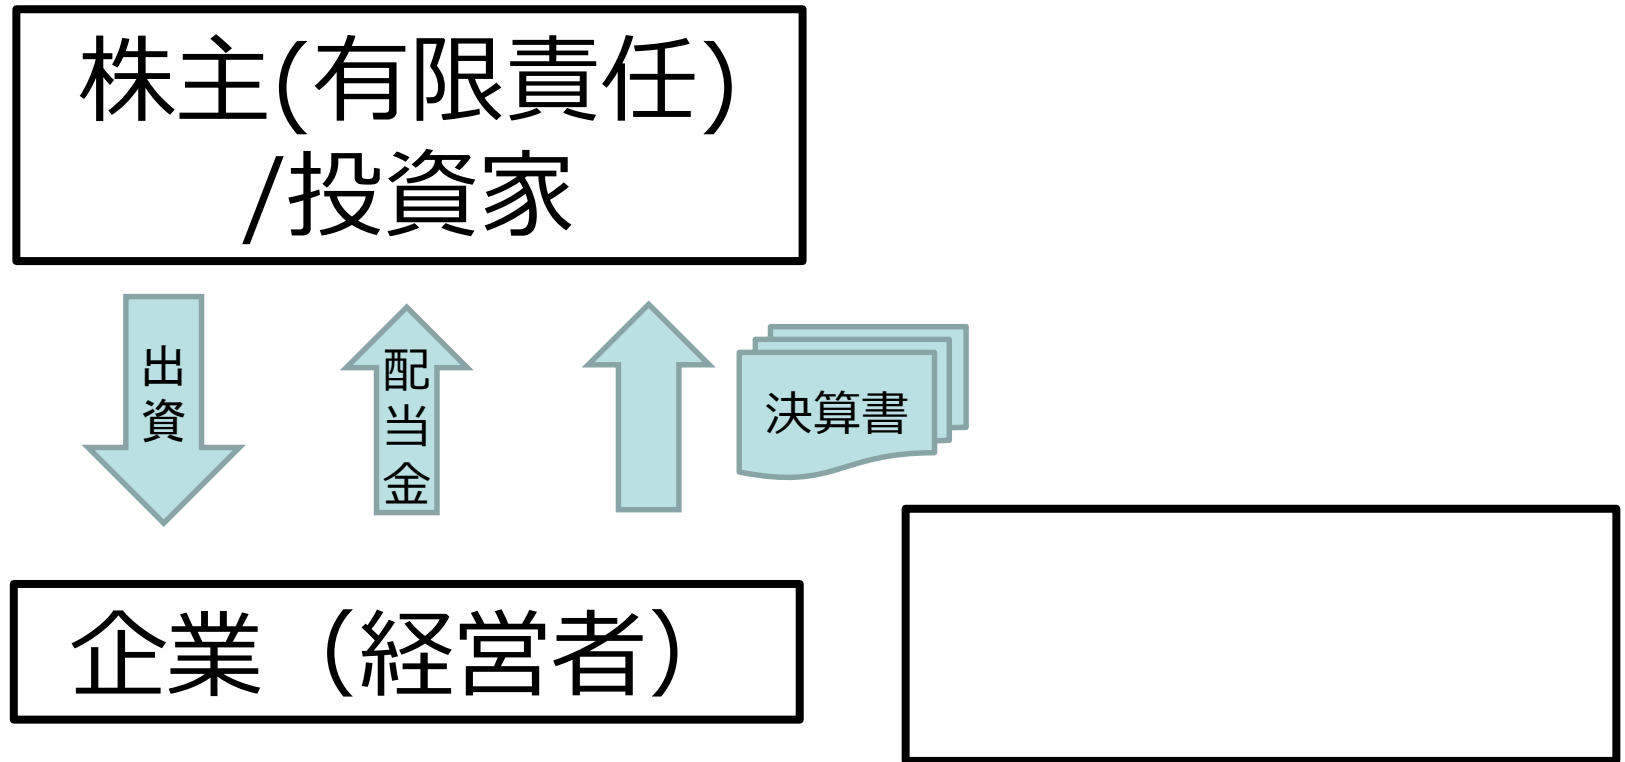 株主(有限責任)
/投資家
出資
配当金
決算書
企業（経営者）